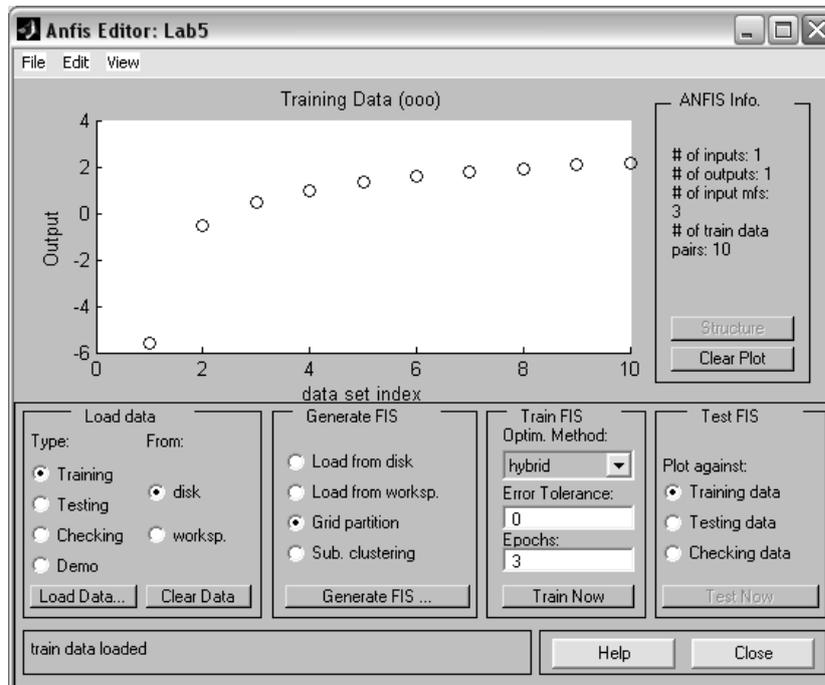 Anfis Editor: Lab5
File Edit View
Training Data (ooo)
4
2
0
-2
-4
-6
Output
0 2 4 6 8 10
data set index
ANFIS Info.
# of inputs: 1
# of outputs: 1
# of input mfs:
3
# of train data
pairs: 10
Structure
Clear Plot
Load data
Type: From:
Training
disk
Testing
Checking
worksp.
Demo
Load Data... Clear Data
Generate FIS
Load from disk
Load from worksp.
Grid partition
Sub. clustering
Generate FIS ...
Train FIS
Optim. Method:
hybrid
Error Tolerance:
0
Epochs:
3
Train Now
Test FIS
Plot against:
Training data
Testing data
Checking data
Test Now
train data loaded
Help Close